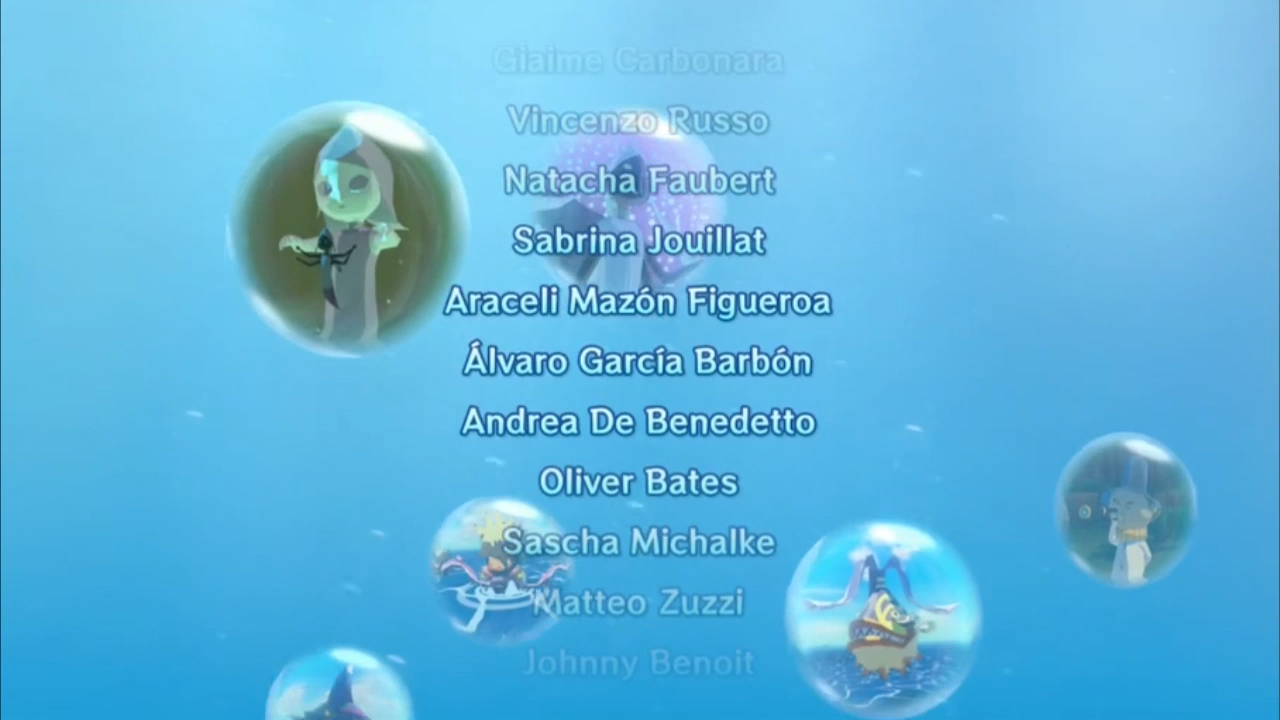 Giaime Carbonara
Vincenzo Russo
Natacha Faubert
Sabrina Jouillat
Araceli Mazón Figueroa
Álvaro García Barbón
Andrea De Benedetto
Oliver Bates
Sascha Michalke
Matteo Zuzzi
Johnny Benoit